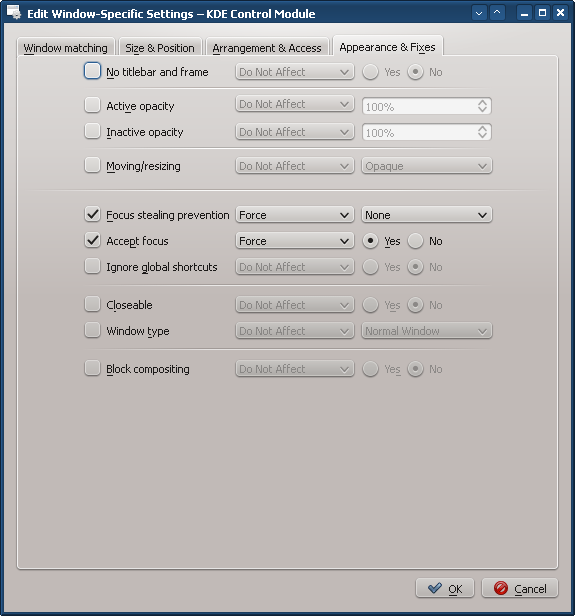 Edit Window-Specific Settings – KDE Control Module
Window matching Size & Position Arrangement & Access Appearance & Fixes
No titlebar and frame Do Not Affect Yes No
Active opacity Do Not Affect 100%
Inactive opacity Do Not Affect 100%
Moving/resizing Do Not Affect Opaque
Focus stealing prevention Force None
Accept focus Force Yes No
Ignore global shortcuts Do Not Affect Yes No
Closeable Do Not Affect Yes No
Window type Do Not Affect Normal Window
Block compositing Do Not Affect Yes No
OK Cancel